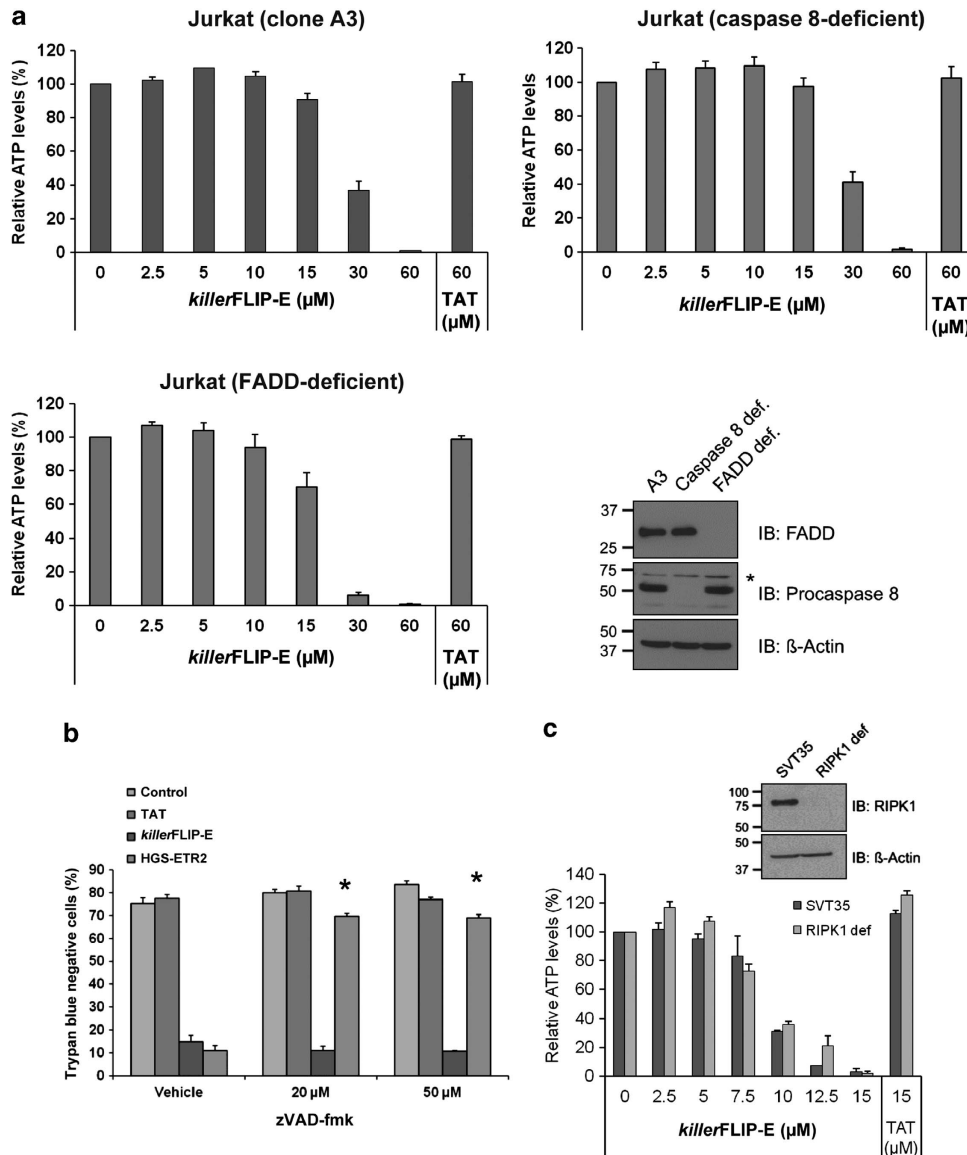 a
Jurkat (clone A3)
Relative ATP levels (%)
120
100
80
60
40
20
0
0 2.5 5 10 15 30 60 60
killerFLIP-E (µM)
TAT
(µM)
Jurkat (caspase 8-deficient)
Relative ATP levels
120
100
80
60
40
20
0
0 2.5 5 10 15 30 60 60
killerFLIP-E (µM)
TAT
(µM)
Jurkat (FADD-deficient)
Relative ATP levels (%)
120
100
80
60
40
20
0
0 2.5 5 10 15 30 60 60
killerFLIP-E (µM)
TAT
(µM)
A3 Caspase 8 def. FADD def.
37
25
IB: FADD
75
50
*
IB: Procaspase 8
50
37
IB: ß-Actin
b
Control
TAT
killerFLIP-E
HGS-ETR2
Trypan blue negative cells (%)
90
80
70
60
50
40
30
20
10
0
* *
Vehicle 20 µM 50 µM
zVAD-fmk
c
SVT35 RIPK1 def
100
75
50
IB: RIPK1
50
37
IB: ß-Actin
SVT35
RIPK1 def
Relative ATP levels (%)
140
120
100
80
60
40
20
0
0 2.5 5 7.5 10 12.5 15 15
killerFLIP-E (µM)
TAT
(µM)